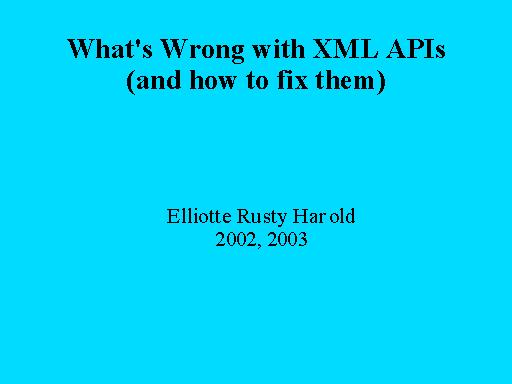 What's Wrong with XML APIs
(and how to fix them)
Elliotte Rusty Harold
2002, 2003